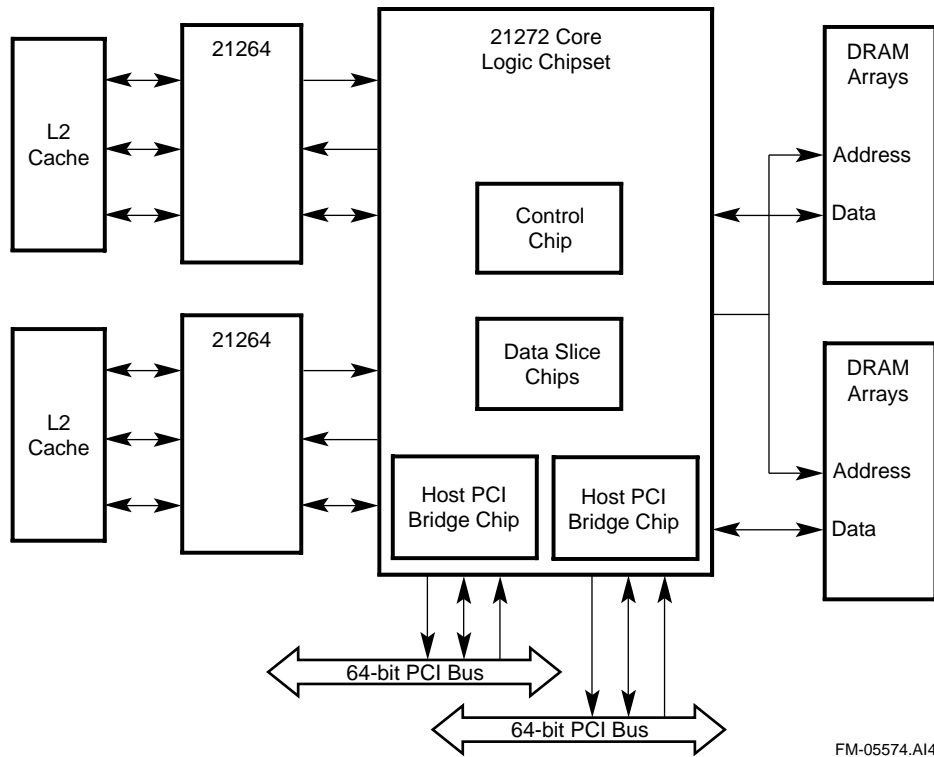 21264
21272 Core
Logic Chipset
DRAM
Arrays
L2
Cache
Address
Data
Control
Chip
21264
Data Slice
Chips
DRAM
Arrays
L2
Cache
Address
Data
Host PCI
Bridge Chip
Host PCI
Bridge Chip
64-bit PCI Bus
64-bit PCI Bus
FM-05574.AI4